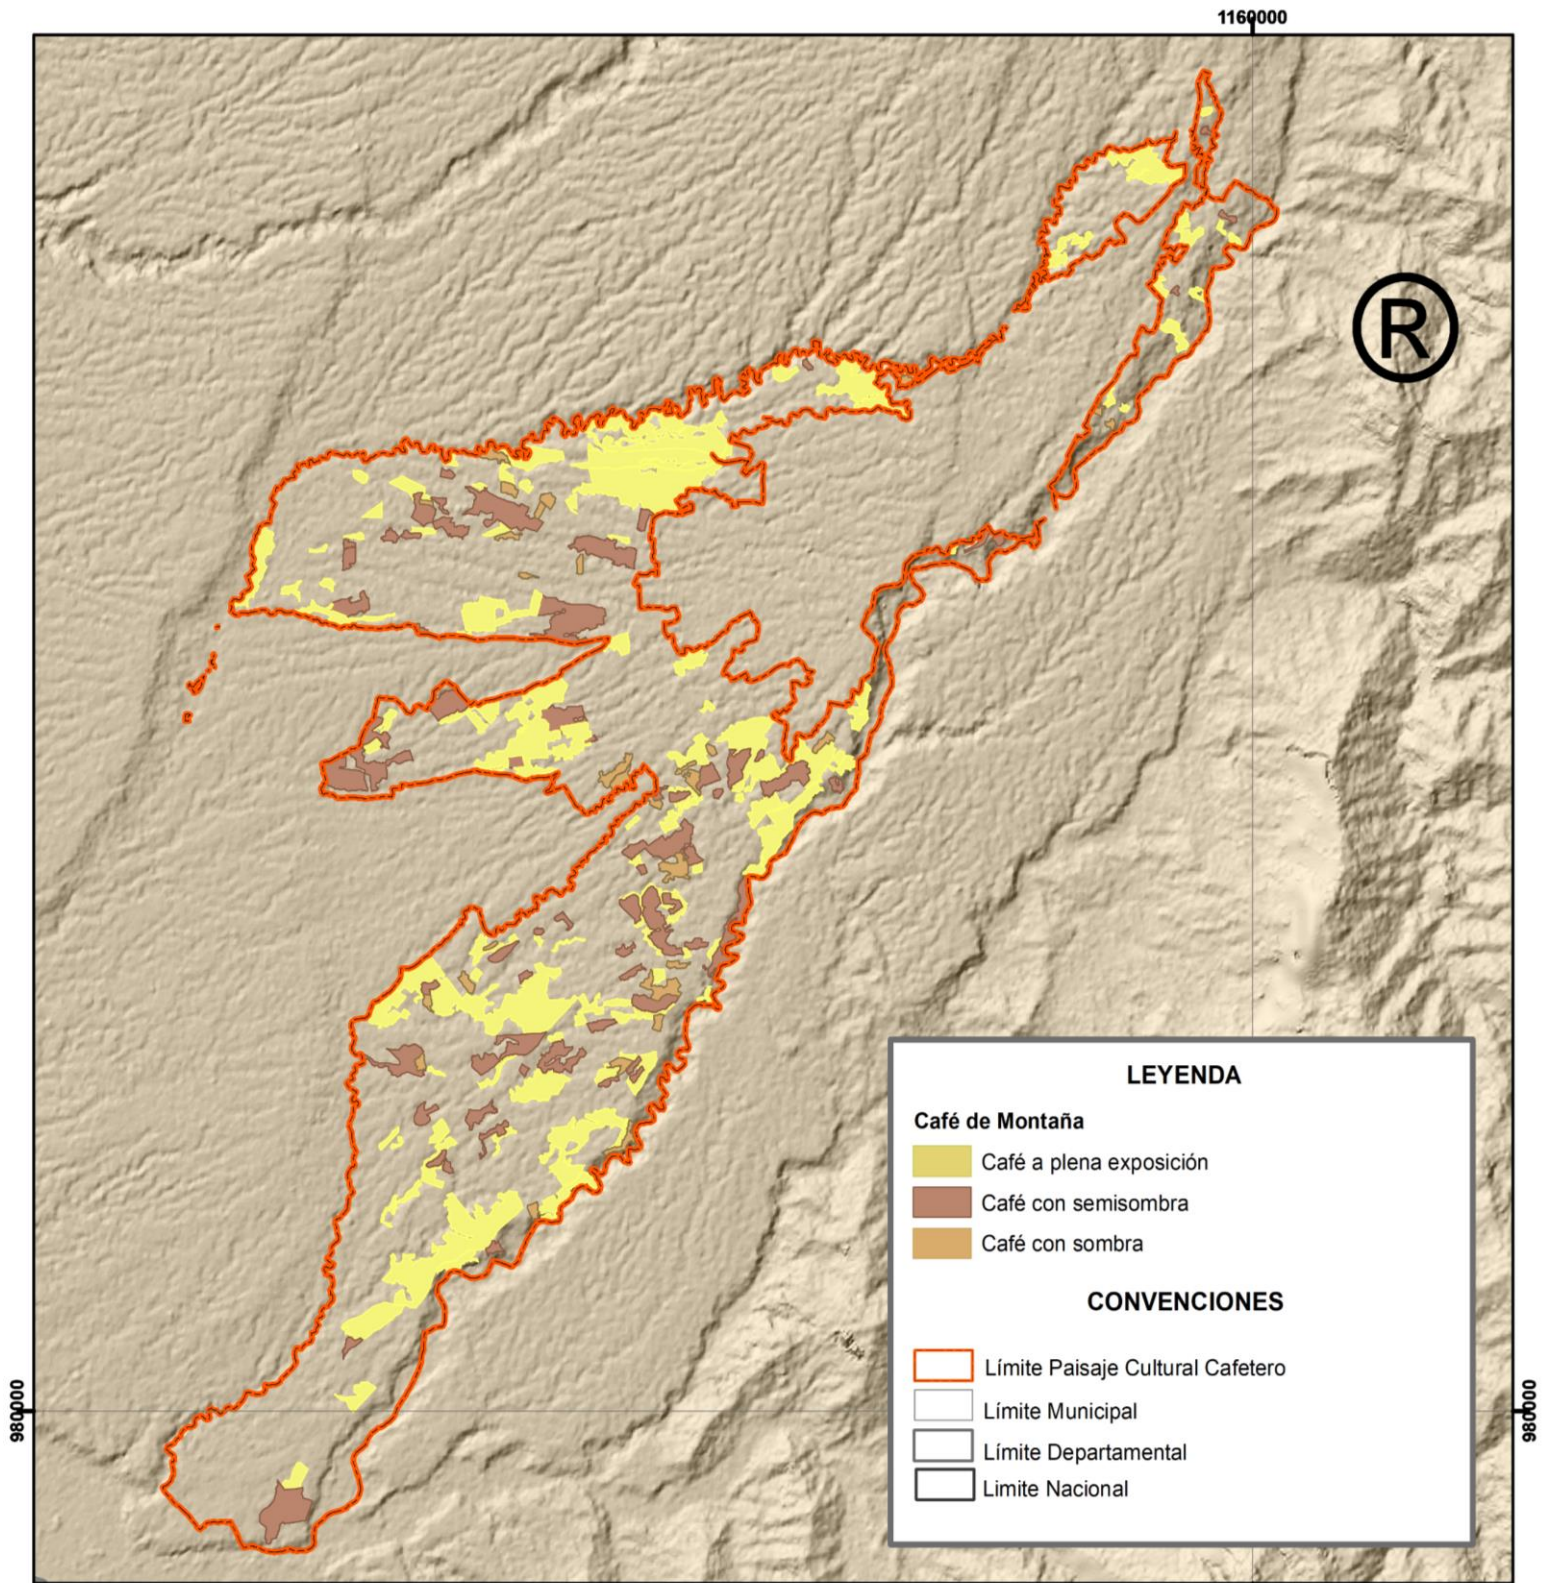 1160000
®
980000
980000
LEYENDA
Café de Montaña
Café a plena exposición
Café con semisombra
Café con sombra
CONVENCIONES
Límite Paisaje Cultural Cafetero
Límite Municipal
Límite Departamental
Limite Nacional